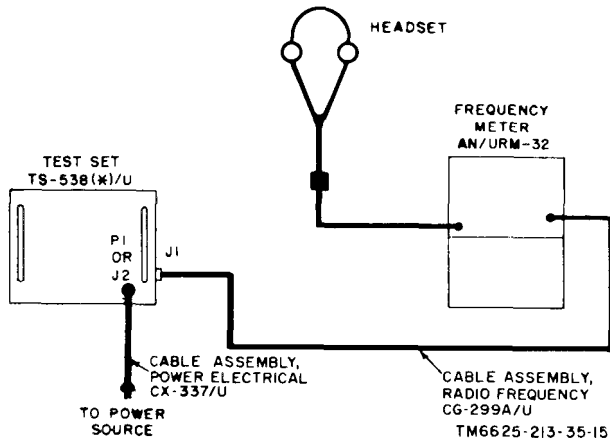 HEADSET
FREQUENCY
METER
AN/URM-32
TEST SET
TS-538(*)/U
P1
OR
J2
J1
CABLE ASSEMBLY,
POWER ELECTRICAL
CX-337/U
TO POWER
SOURCE
CABLE ASSEMBLY,
RADIO FREQUENCY
CG-299A/U
TM6625-213-35-15